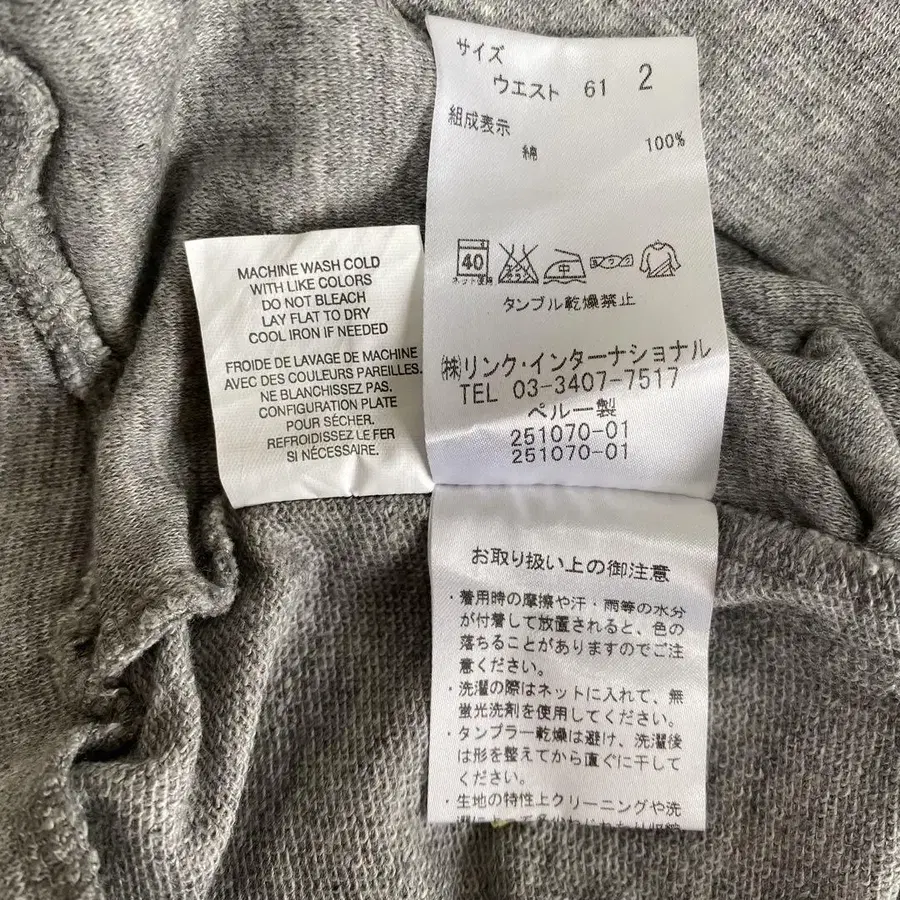 MACHINE WASH COLD
WITH LIKE COLORS
DO NOT BLEACH
LAY FLAT TO DRY
COOL IRON IF NEEDED
FROIDE DE LAVAGE DE MACHINE
AVEC DES COULEURS PAREILLES.
NE BLANCHISSEZ PAS.
CONFIGURATION PLATE
POUR SÉCHER.
REFROIDISSEZ LE FER
SI NÉCESSAIRE.
サイズ
ウエスト 61 2
組成表示
綿 100%
40 中
ネット使用
タンブル乾燥禁止
㈱リンク・インターナショナル
TEL 03-3407-7517
ペルー製
251070-01
251070-01
お取り扱い上の御注意
・着用時の摩擦や汗・雨等の水分
が付着して放置されると、色の
落ちることがありますのでご注
意ください。
・洗濯の際はネットに入れて、無
蛍光洗剤を使用してください。
・タンブラー乾燥は避け、洗濯後
は形を整えてから直ぐに干して
ください。
・生地の特性上クリーニングや洗